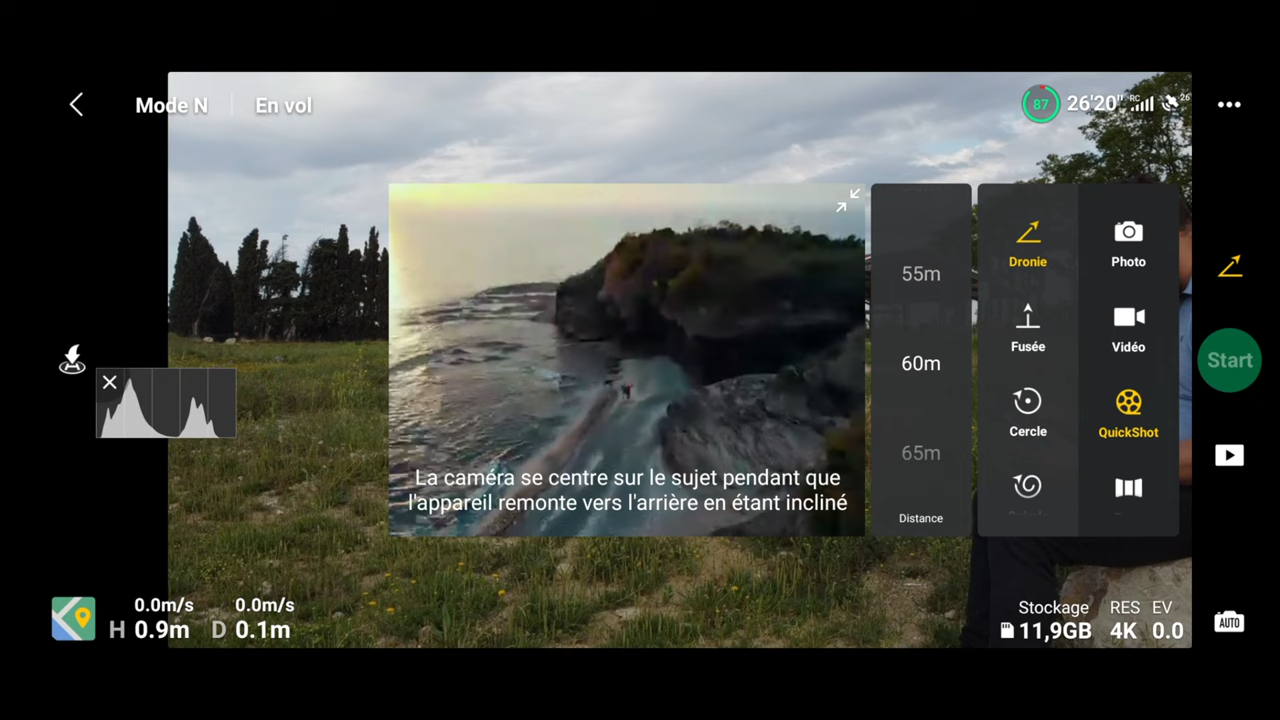 Mode N
En vol
87
26'20"
RC
26
55m
60m
65m
Distance
Dronie
Fusée
Cercle
Photo
Vidéo
QuickShot
Start
La caméra se centre sur le sujet pendant que
l'appareil remonte vers l'arrière en étant incliné
0.0m/s 0.0m/s
H 0.9m D 0.1m
Stockage RES EV
11,9GB 4K 0.0
AUTO